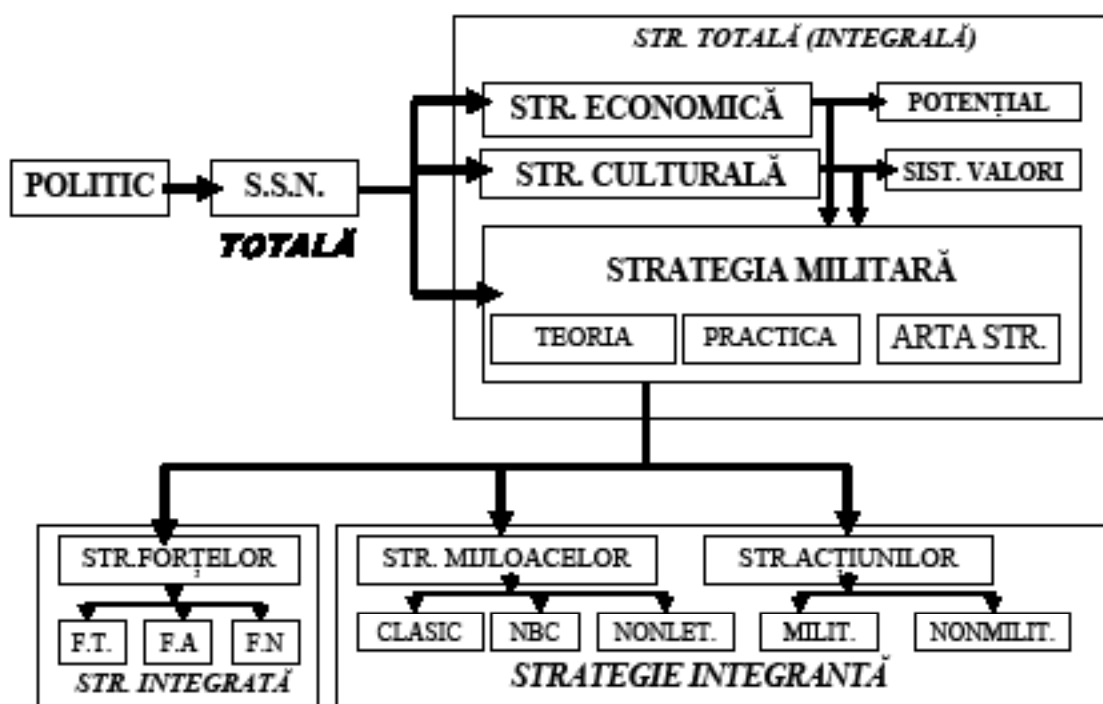 STR. TOTALĂ (INTEGRALĂ)
STR. ECONOMICĂ
POTENȚIAL
POLITIC
S.S.N.
TOTALĂ
STR. CULTURALĂ
SIST. VALORI
STRATEGIA MILITARĂ
TEORIA
PRACTICA
ARTA STR.
STR.FORȚELOR
STR. MIJLOACELOR
STR.ACȚIUNILOR
F.T.
F.A
F.N
CLASIC
NBC
NONLET.
MILIT.
NONMILIT.
STR. INTEGRATĂ
STRATEGIE INTEGRANTĂ